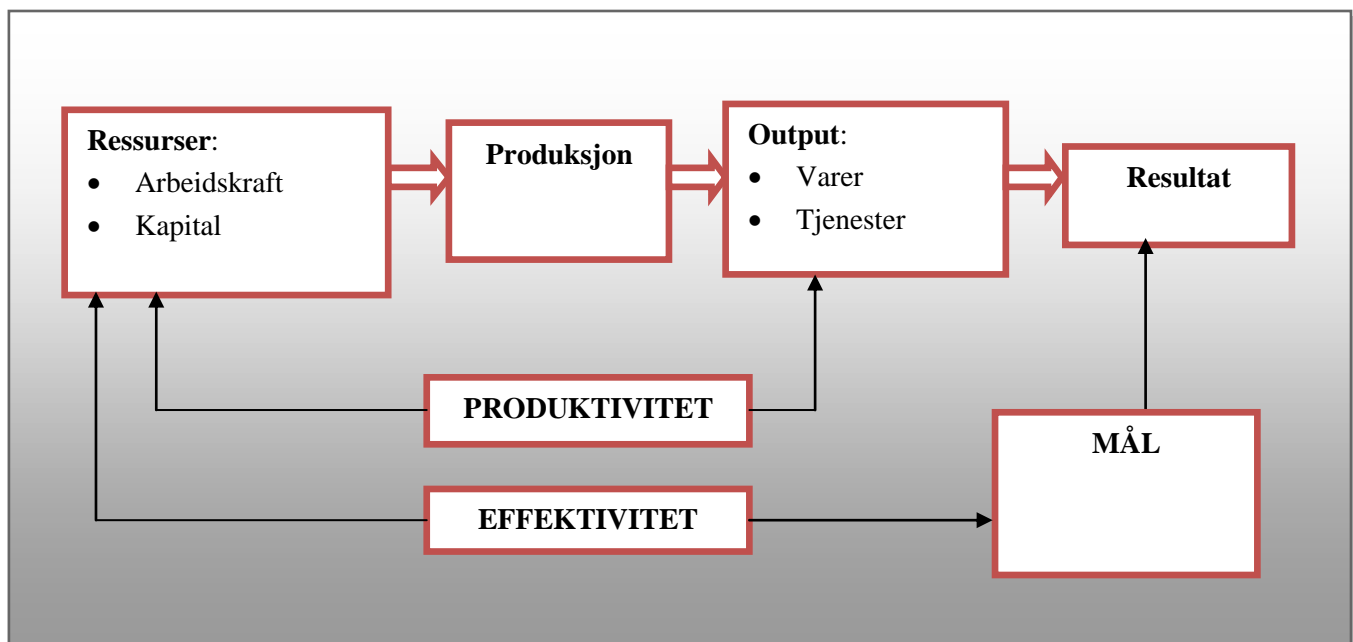 Ressurser:
• Arbeidskraft
• Kapital
Produksjon
Output:
• Varer
• Tjenester
Resultat
PRODUKTIVITET
MÅL
EFFEKTIVITET